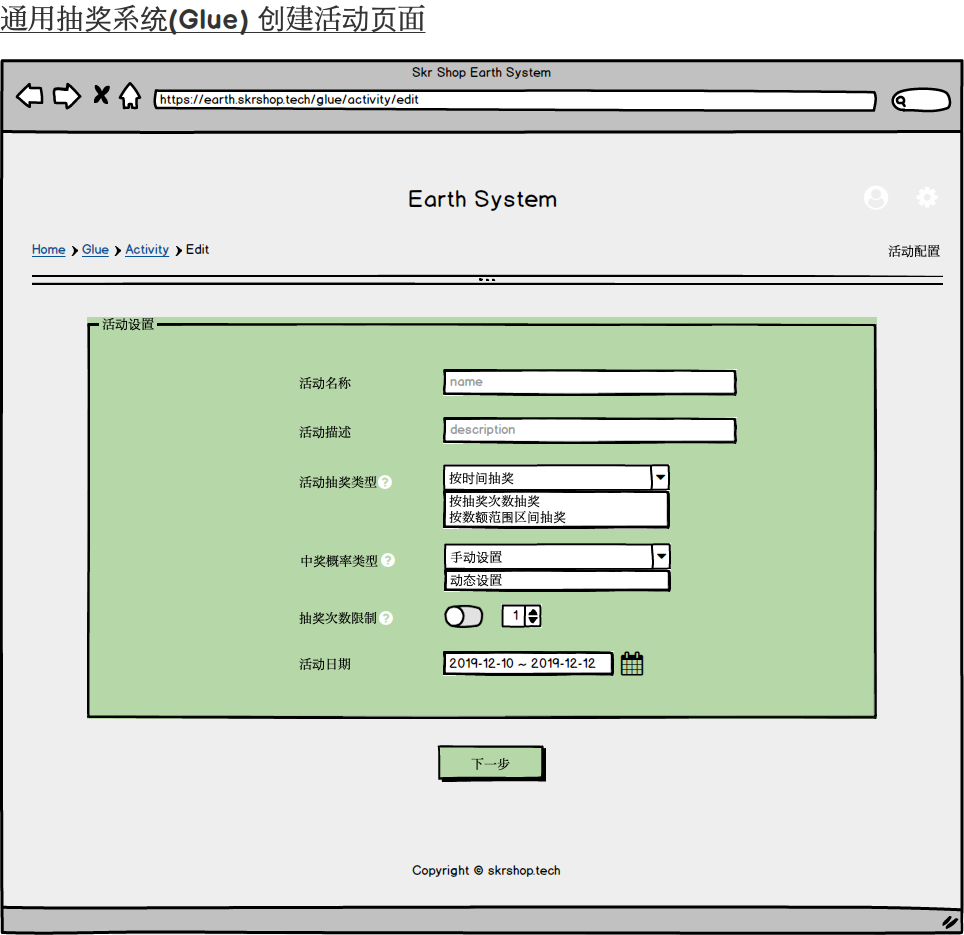 通用抽奖系统(Glue) 创建活动页面
Skr Shop Earth System
https://earth.skrshop.tech/glue/activity/edit
Earth System
Home > Glue > Activity > Edit 活动配置
活动设置
活动名称 name
活动描述 description
活动抽奖类型 ? 按时间抽奖
按抽奖次数抽奖
按数额范围区间抽奖
中奖概率类型 ? 手动设置
动态设置
抽奖次数限制 ? 1
活动日期 2019-12-10 ~ 2019-12-12
下一步
Copyright © skrshop.tech